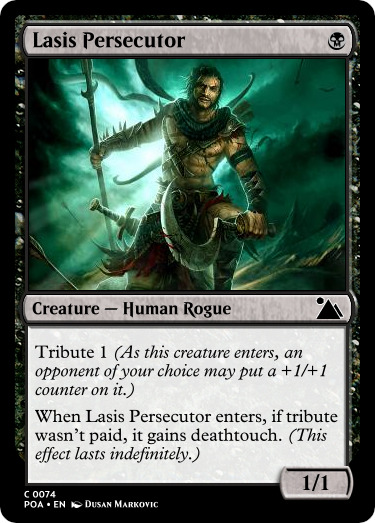 Lasis Persecutor
Creature — Human Rogue
Tribute 1 (As this creature enters, an
opponent of your choice may put a +1/+1
counter on it.)
When Lasis Persecutor enters, if tribute
wasn't paid, it gains deathtouch. (This
effect lasts indefinitely.)
1/1
C 0074
POA • EN Dusan Markovic